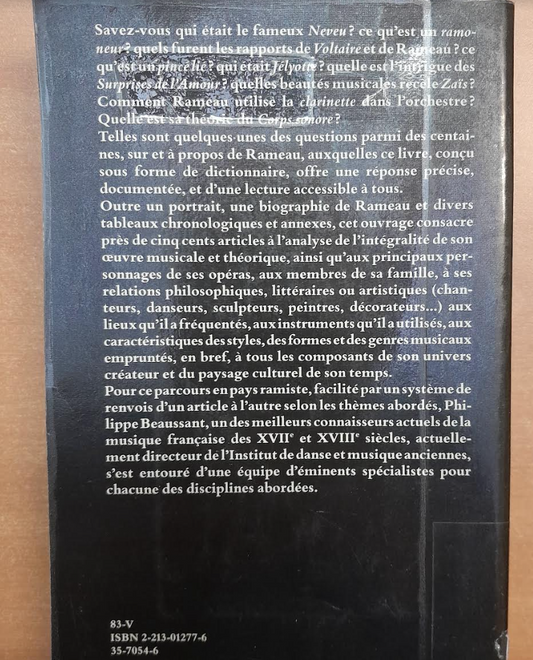 Savez-vous qui était le fameux Neveu ? ce qu'est un ramo-
neur ? quels furent les rapports de Voltaire et de Rameau ? ce
qu'est un pincé lié ? qui était Jélyotte ? quelle est l'intrigue des
Surprises de l'Amour ? quelles beautés musicales recèle Zaïs ?
Comment Rameau utilise la clarinette dans l'orchestre ?
Quelle est sa théorie du Corps sonore ?
Telles sont quelques-unes des questions parmi des centai-
nes, sur et à propos de Rameau, auxquelles ce livre, conçu
sous forme de dictionnaire, offre une réponse précise,
documentée, et d'une lecture accessible à tous.
Outre un portrait, une biographie de Rameau et divers
tableaux chronologiques et annexes, cet ouvrage consacre
près de cinq cents articles à l'analyse de l'intégralité de son
œuvre musicale et théorique, ainsi qu'aux principaux per-
sonnages de ses opéras, aux membres de sa famille, à ses
relations philosophiques, littéraires ou artistiques (chan-
teurs, danseurs, sculpteurs, peintres, décorateurs...) aux
lieux qu'il a fréquentés, aux instruments qu'il a utilisés, aux
caractéristiques des styles, des formes et des genres musicaux
empruntés, en bref, à tous les composants de son univers
créateur et du paysage culturel de son temps.
Pour ce parcours en pays ramiste, facilité par un système de
renvois d'un article à l'autre selon les thèmes abordés, Phi-
lippe Beaussant, un des meilleurs connaisseurs actuels de la
musique française des XVIIe et XVIIIe siècles, actuelle-
ment directeur de l'Institut de danse et musique anciennes,
s'est entouré d'une équipe d'éminents spécialistes pour
chacune des disciplines abordées.
83-V
ISBN 2-213-01277-6
35-7054-6